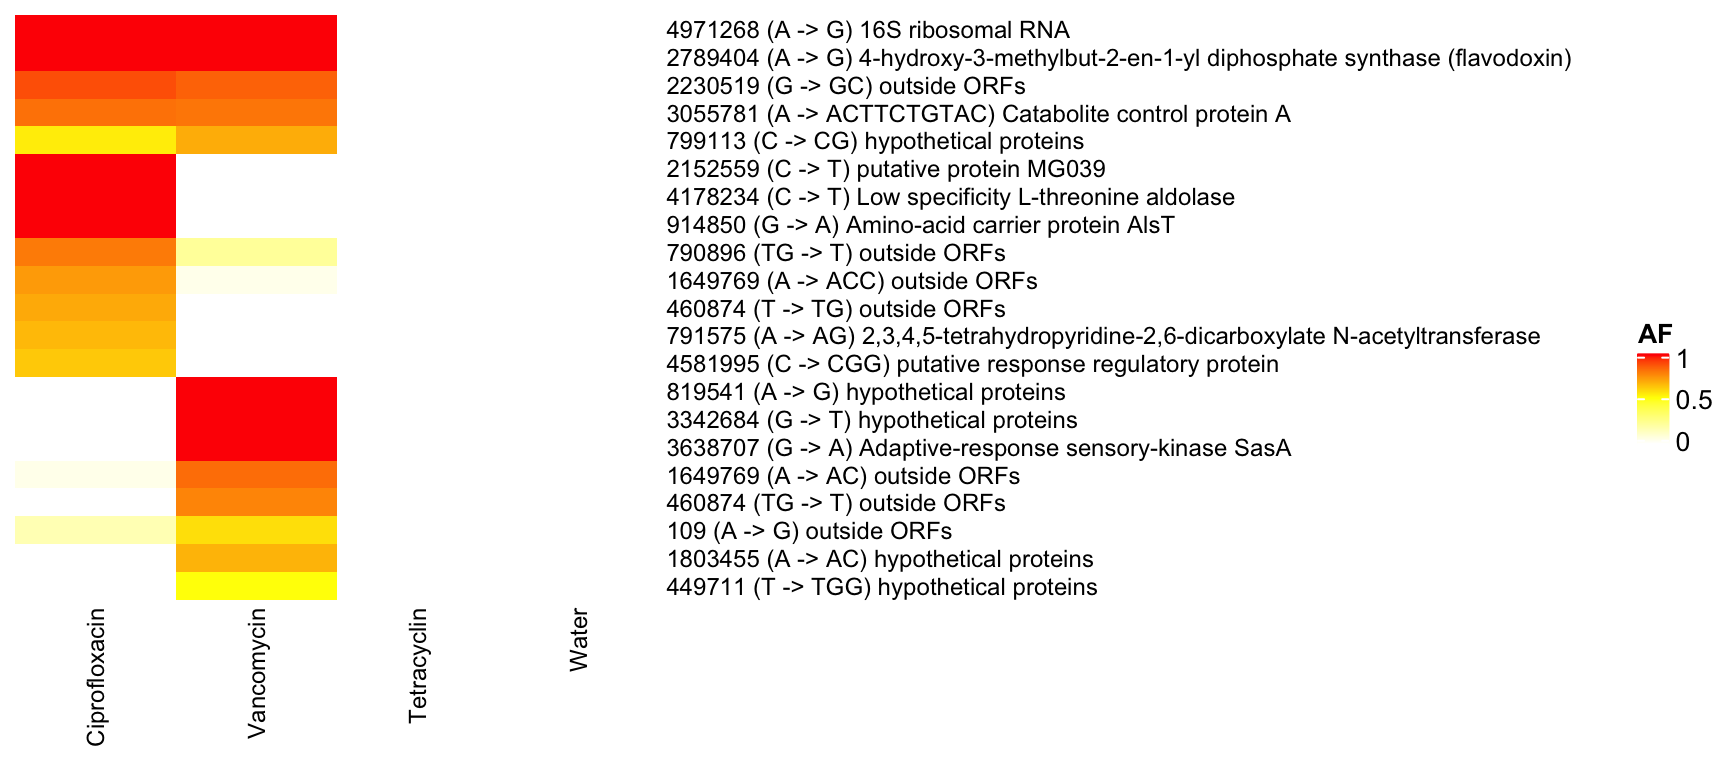 4971268 (A -> G) 16S ribosomal RNA
2789404 (A -> G) 4-hydroxy-3-methylbut-2-en-1-yl diphosphate synthase (flavodoxin)
2230519 (G -> GC) outside ORFs
3055781 (A -> ACTTCTGTAC) Catabolite control protein A
799113 (C -> CG) hypothetical proteins
2152559 (C -> T) putative protein MG039
4178234 (C -> T) Low specificity L-threonine aldolase
914850 (G -> A) Amino-acid carrier protein AlsT
790896 (TG -> T) outside ORFs
1649769 (A -> ACC) outside ORFs
460874 (T -> TG) outside ORFs
791575 (A -> AG) 2,3,4,5-tetrahydropyridine-2,6-dicarboxylate N-acetyltransferase
4581995 (C -> CGG) putative response regulatory protein
819541 (A -> G) hypothetical proteins
3342684 (G -> T) hypothetical proteins
3638707 (G -> A) Adaptive-response sensory-kinase SasA
1649769 (A -> AC) outside ORFs
460874 (TG -> T) outside ORFs
109 (A -> G) outside ORFs
1803455 (A -> AC) hypothetical proteins
449711 (T -> TGG) hypothetical proteins
Ciprofloxacin
Vancomycin
Tetracyclin
Water
AF
1
0.5
0